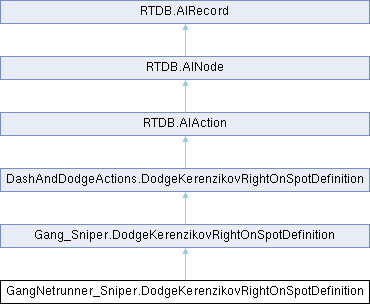 RTDB.AIRecord
RTDB.AINode
RTDB.AIAction
DashAndDodgeActions.DodgeKerenzikovRightOnSpotDefinition
Gang_Sniper.DodgeKerenzikovRightOnSpotDefinition
GangNetrunner_Sniper.DodgeKerenzikovRightOnSpotDefinition